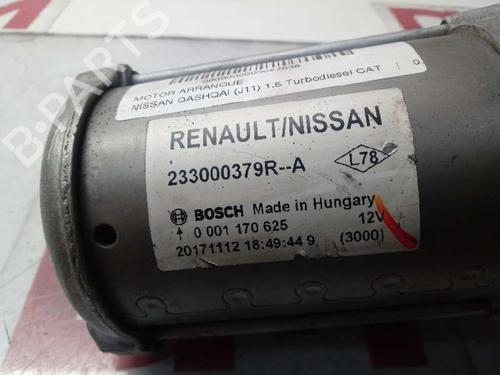 MOTOR ARRANQUE
NISSAN QASHQAI (J11) 1.5 Turbodiesel CAT | 0
RENAULT/NISSAN
233000379R--A
L78
BOSCH Made in Hungary
0 001 170 625 12V
20171112 18:49:44 9 (3000)
B-PARTS